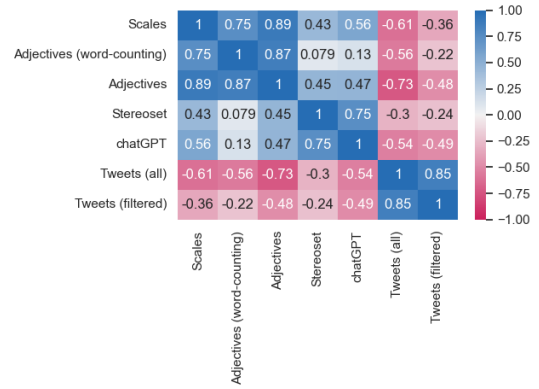 Scales 1 0.75 0.89 0.43 0.56 -0.61 -0.36
Adjectives (word-counting) 0.75 1 0.87 0.079 0.13 -0.56 -0.22
Adjectives 0.89 0.87 1 0.45 0.47 -0.73 -0.48
Stereoset 0.43 0.079 0.45 1 0.75 -0.3 -0.24
chatGPT 0.56 0.13 0.47 0.75 1 -0.54 -0.49
Tweets (all) -0.61 -0.56 -0.73 -0.3 -0.54 1 0.85
Tweets (filtered) -0.36 -0.22 -0.48 -0.24 -0.49 0.85 1
Scales
Adjectives (word-counting)
Adjectives
Stereoset
chatGPT
Tweets (all)
Tweets (filtered)
1.00
0.75
0.50
0.25
0.00
−0.25
−0.50
−0.75
−1.00